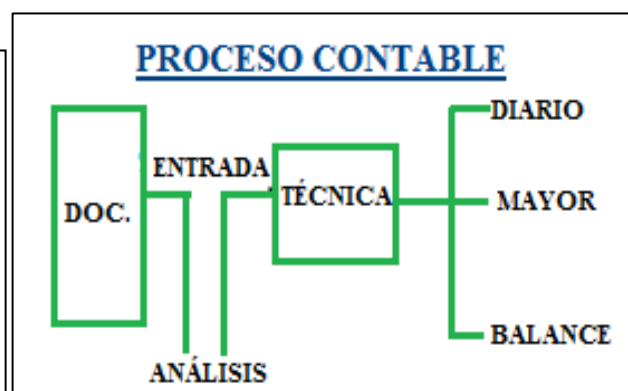 PROCESO CONTABLE
DOC.
ENTRADA
ANÁLISIS
TÉCNICA
DIARIO
MAYOR
BALANCE